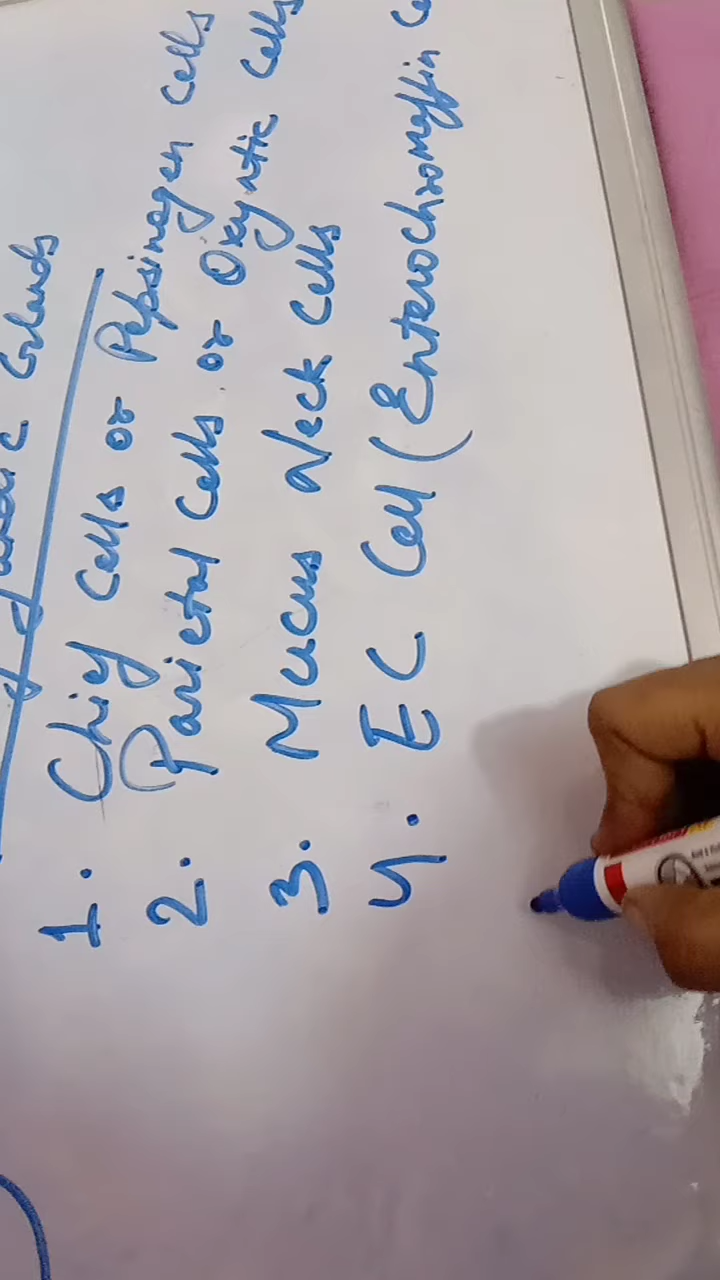 Glands
1. Chief Cells or Pepsinogen Cells
2. Parietal Cells or Oxyntic Cells
3. Mucus Neck Cells
4. EC Cell (Enterochromaffin Ce